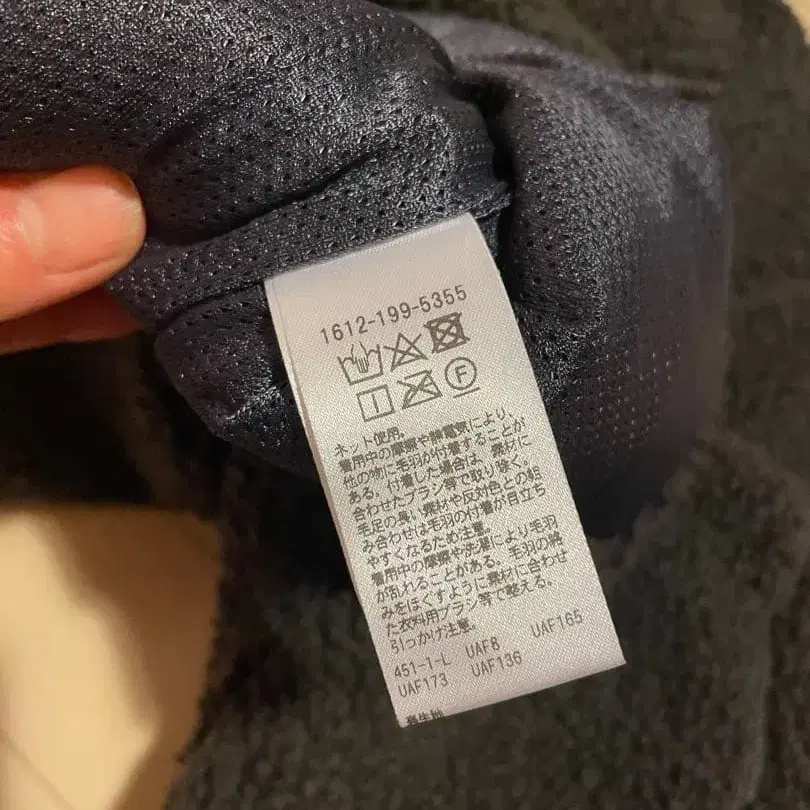 1612-199-5355
F
ネット使用。
着用中の摩擦や静電気により、
他の物に毛羽が付着することが
ある。付着した場合は、素材に
合わせたブラシ等で取り除く。
毛足の長い素材や反対色との組
み合わせは毛羽の付着が目立ち
やすくなるため注意。
着用中の摩擦や洗濯により毛羽
が乱れることがある。毛羽の絡
みをほぐすように素材に合わせ
た衣料用ブラシ等で整える。
引っかけ注意。
451-1-L UAF8 UAF165
UAF173 UAF136